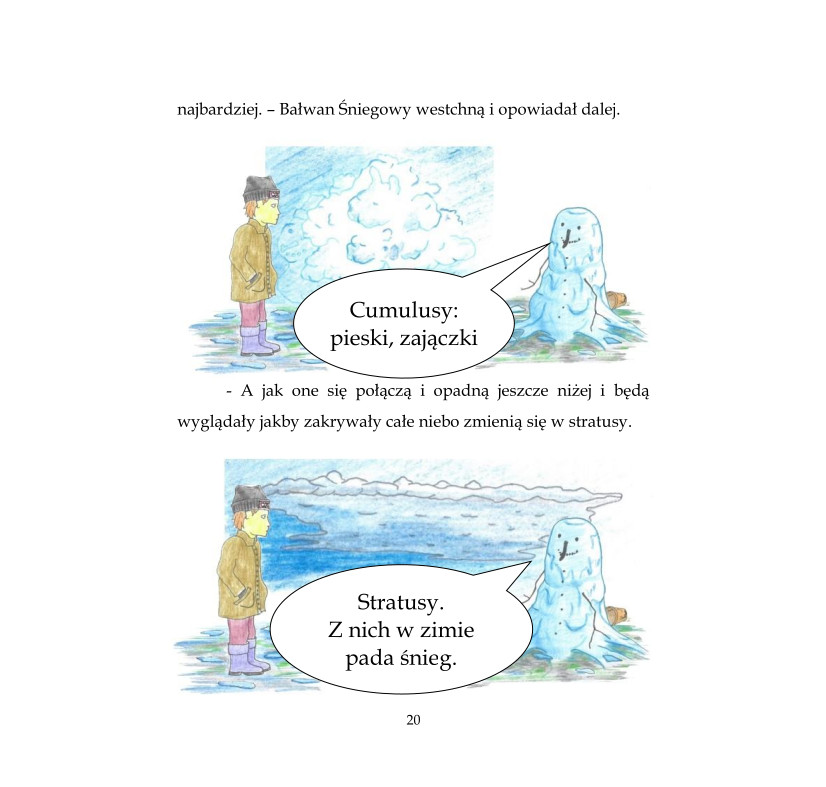 najbardziej. – Bałwan Śniegowy westchną i opowiadał dalej.
Cumulusy:
pieski, zajączki
- A jak one się połączą i opadną jeszcze niżej i będą
wyglądały jakby zakrywały całe niebo zmienią się w stratusy.
Stratusy.
Z nich w zimie
pada śnieg.
20